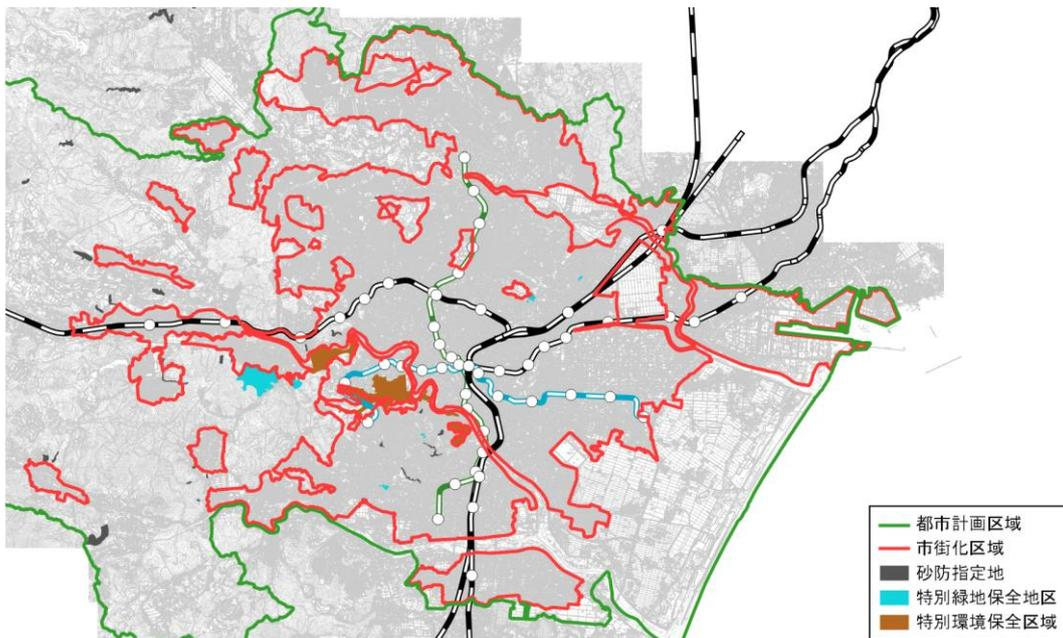 都市計画区域
市街化区域
砂防指定地
特別緑地保全地区
特別環境保全区域